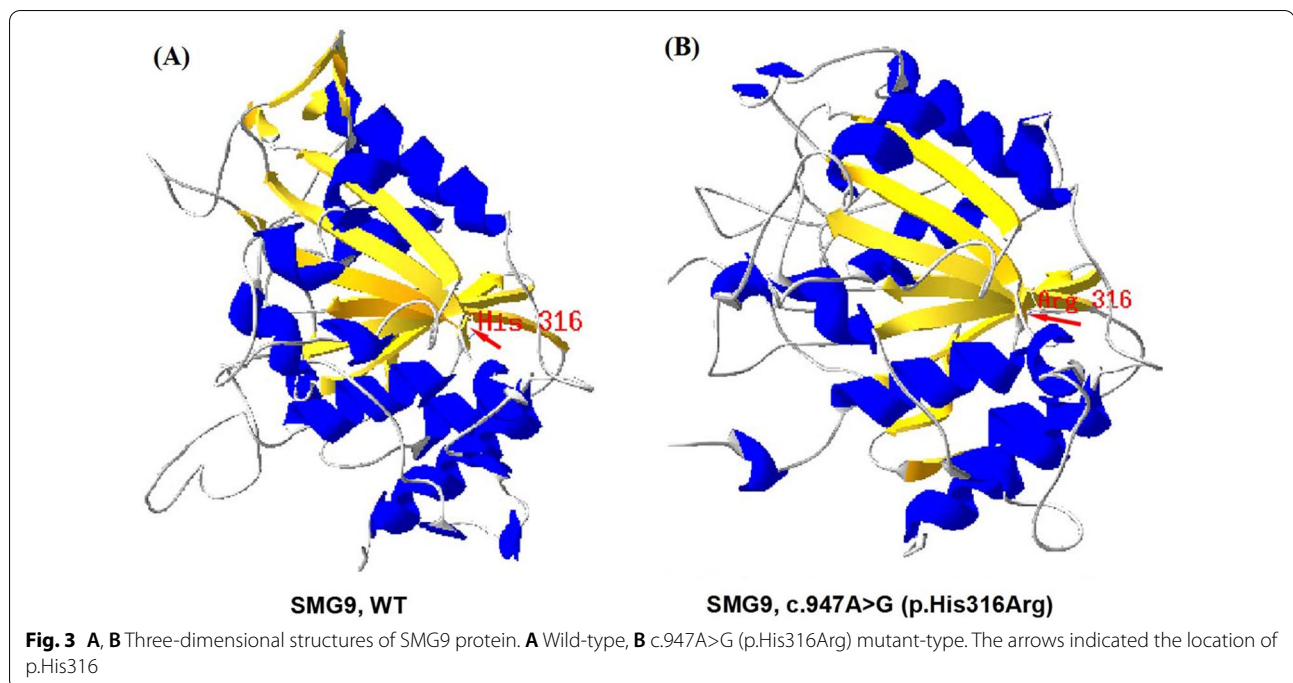 (A)
(B)
His 316
Arg 316
SMG9, WT
SMG9, c.947A>G (p.His316Arg)
Fig. 3 A, B Three-dimensional structures of SMG9 protein. A Wild-type, B c.947A>G (p.His316Arg) mutant-type. The arrows indicated the location of
p.His316